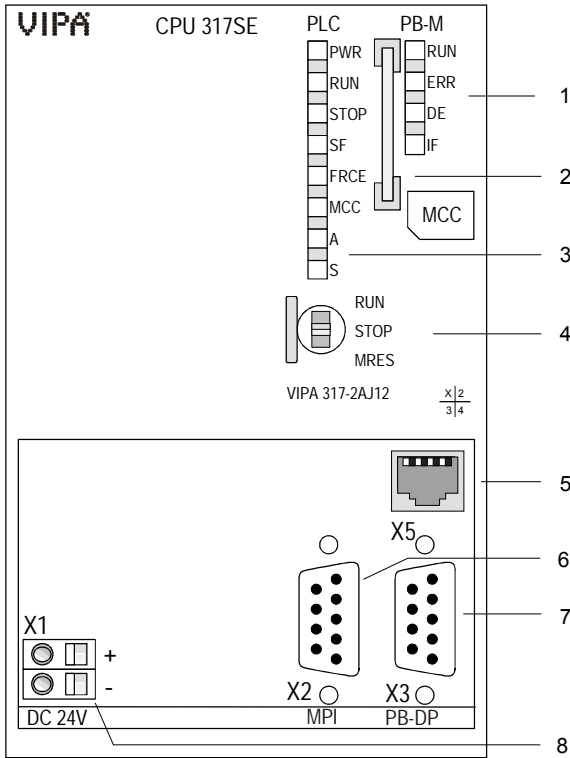 VIPA CPU 317SE PLC PB-M
PWR RUN
RUN ERR 1
STOP DE
SF IF
FRCE 2
MCC MCC
A 3
S
RUN
STOP 4
MRES
VIPA 317-2AJ12 X 2
3 4
5
X5
6
7
X1
+
-
X2 X3
DC 24V MPI PB-DP
8